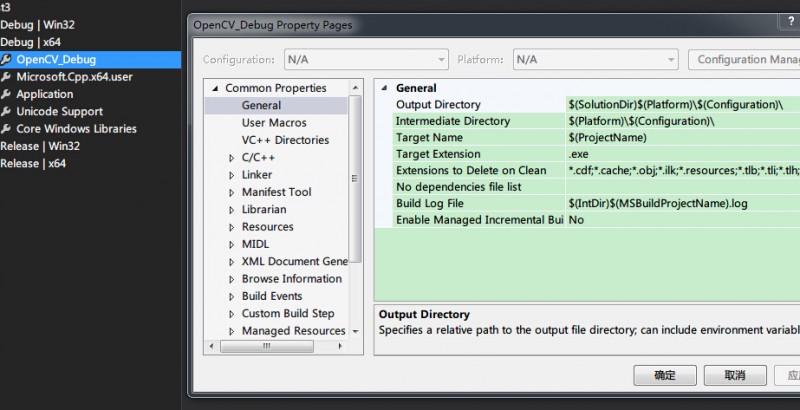 t3
Debug | Win32
Debug | x64
OpenCV_Debug
Microsoft.Cpp.x64.user
Application
Unicode Support
Core Windows Libraries
Release | Win32
Release | x64
OpenCV_Debug Property Pages
?
Configuration: N/A Platform: N/A Configuration Mana
Common Properties
General
User Macros
VC++ Directories
C/C++
Linker
Manifest Tool
Librarian
Resources
MIDL
XML Document Gene
Browse Information
Build Events
Custom Build Step
Managed Resources
General
Output Directory $(SolutionDir)$(Platform)\$(Configuration)\
Intermediate Directory $(Platform)\$(Configuration)\
Target Name $(ProjectName)
Target Extension .exe
Extensions to Delete on Clean *.cdf;*.cache;*.obj;*.ilk;*.resources;*.tlb;*.tli;*.tlh;
No dependencies file list
Build Log File $(IntDir)$(MSBuildProjectName).log
Enable Managed Incremental Bui No
Output Directory
Specifies a relative path to the output file directory; can include environment variabl
确定 取消